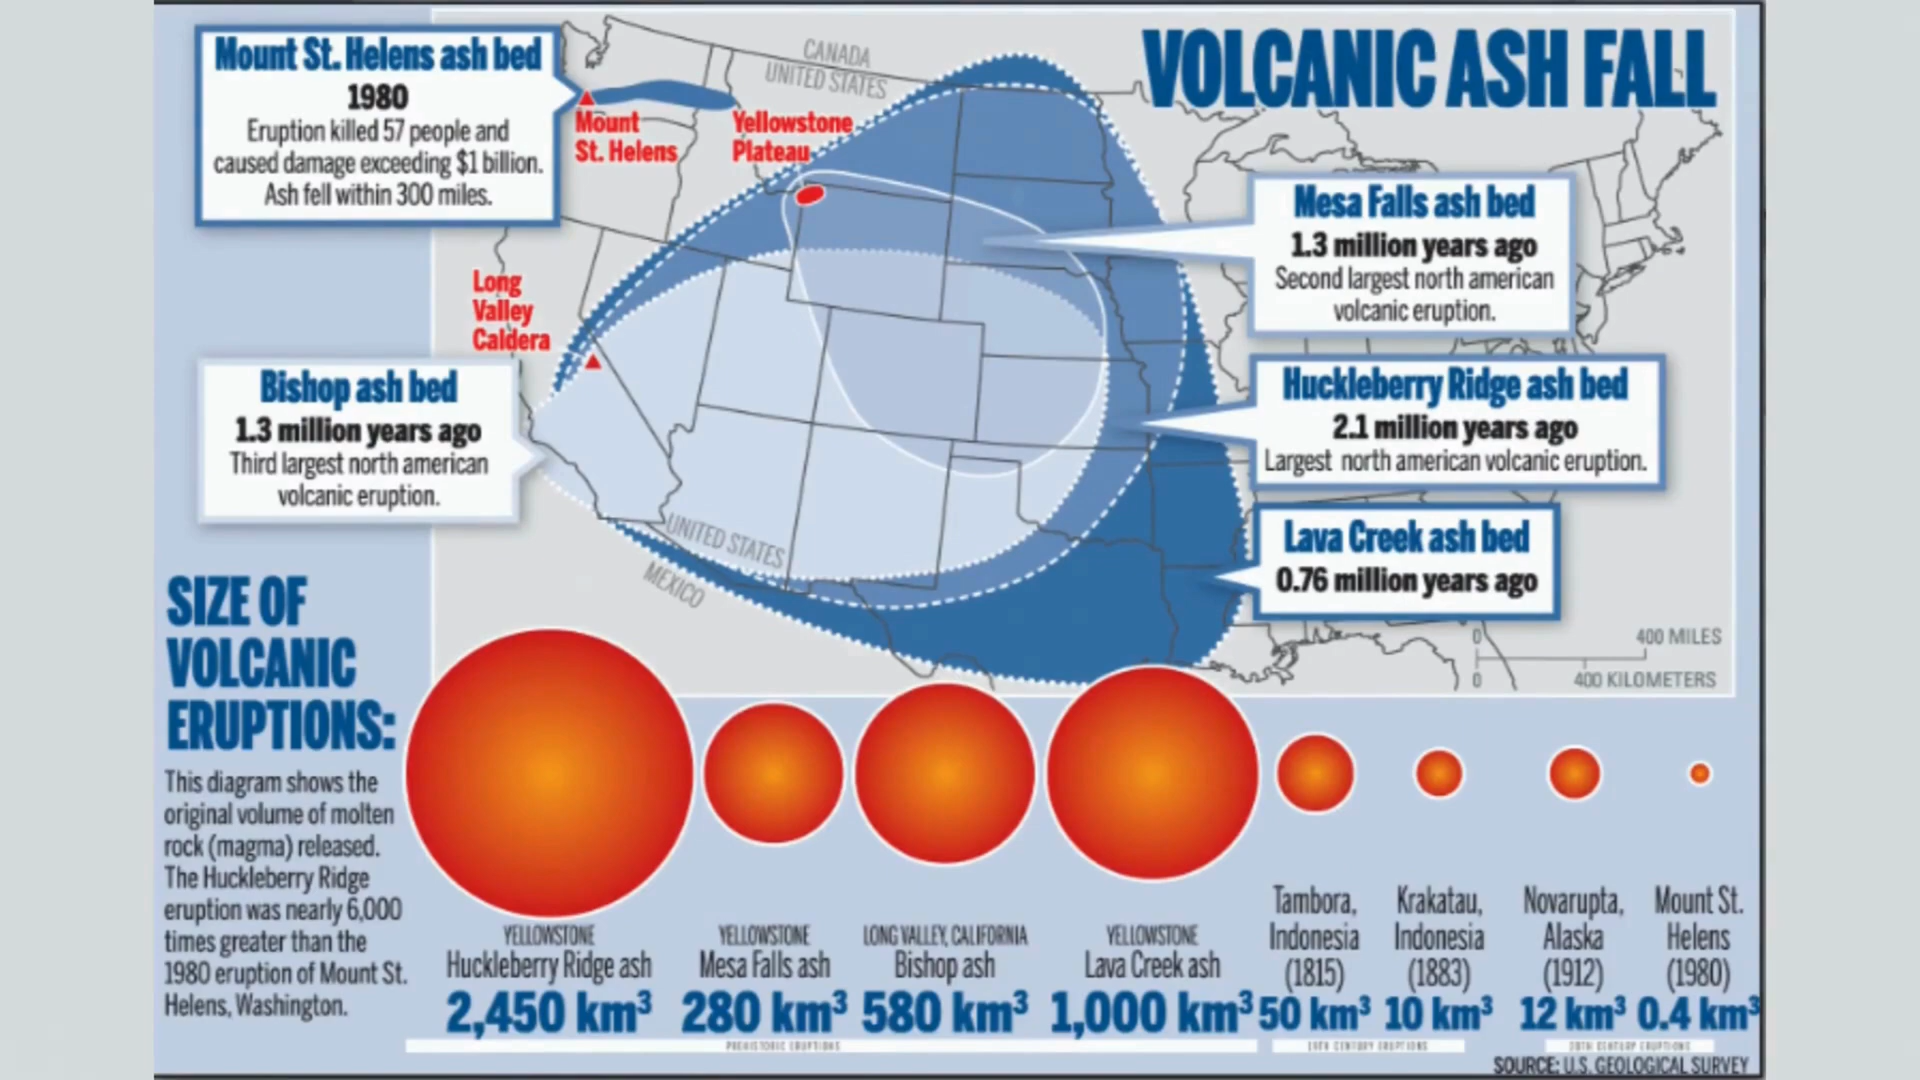 VOLCANIC ASH FALL
Mount St. Helens ash bed
1980
Eruption killed 57 people and
caused damage exceeding $1 billion.
Ash fell within 300 miles.
CANADA
UNITED STATES
Mount
St. Helens
Yellowstone
Plateau
Mesa Falls ash bed
1.3 million years ago
Second largest north american
volcanic eruption.
Long
Valley
Caldera
Huckleberry Ridge ash bed
2.1 million years ago
Largest north american volcanic eruption.
Bishop ash bed
1.3 million years ago
Third largest north american
volcanic eruption.
Lava Creek ash bed
0.76 million years ago
UNITED STATES
MEXICO
0 400 MILES
0 400 KILOMETERS
SIZE OF
VOLCANIC
ERUPTIONS:
This diagram shows the
original volume of molten
rock (magma) released.
The Huckleberry Ridge
eruption was nearly 6,000
times greater than the
1980 eruption of Mount St.
Helens, Washington.
YELLOWSTONE
Huckleberry Ridge ash
2,450 km³
YELLOWSTONE
Mesa Falls ash
280 km³
LONG VALLEY, CALIFORNIA
Bishop ash
580 km³
YELLOWSTONE
Lava Creek ash
1,000 km³
Tambora,
Indonesia
(1815)
50 km³
Krakatau,
Indonesia
(1883)
10 km³
Novarupta,
Alaska
(1912)
12 km³
Mount St.
Helens
(1980)
0.4 km³
PREHISTORIC ERUPTIONS
19TH CENTURY ERUPTIONS
20TH CENTURY ERUPTIONS
SOURCE: U.S. GEOLOGICAL SURVEY